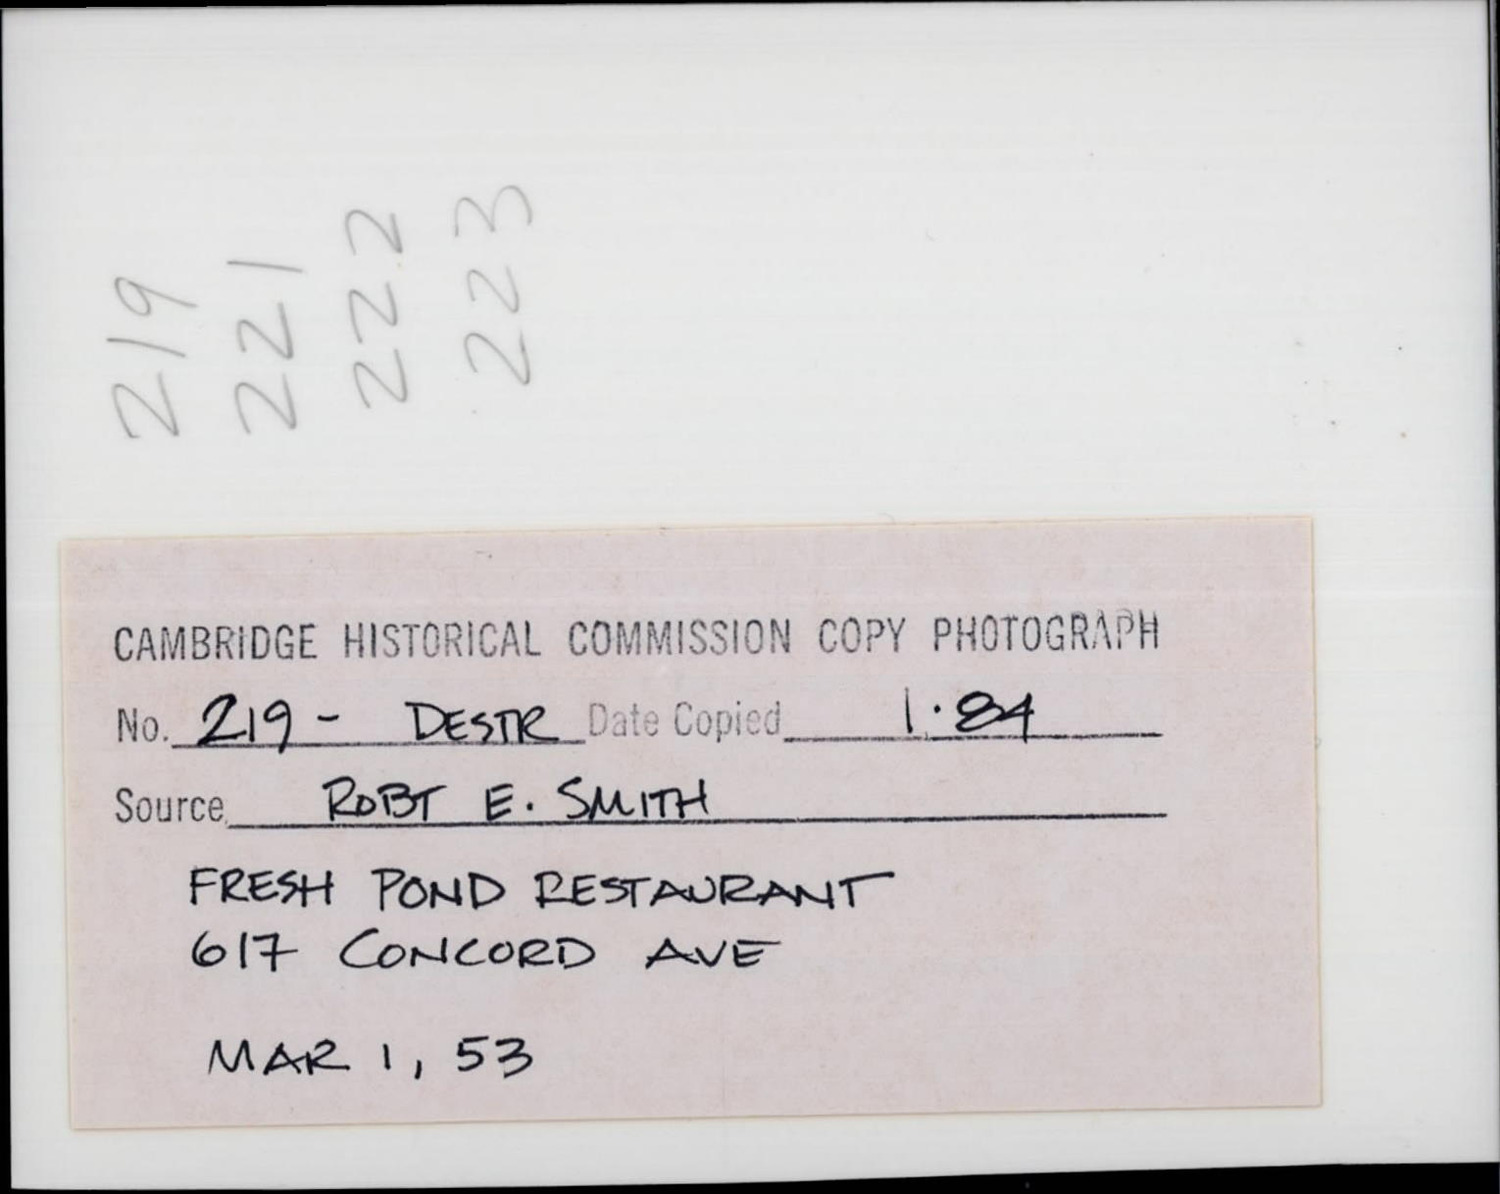 219
221
222
223
CAMBRIDGE HISTORICAL COMMISSION COPY PHOTOGRAPH
No. 219 - DESTR Date Copied 1.84
Source ROBT E. SMITH
FRESH POND RESTAURANT
617 CONCORD AVE
MAR 1, 53